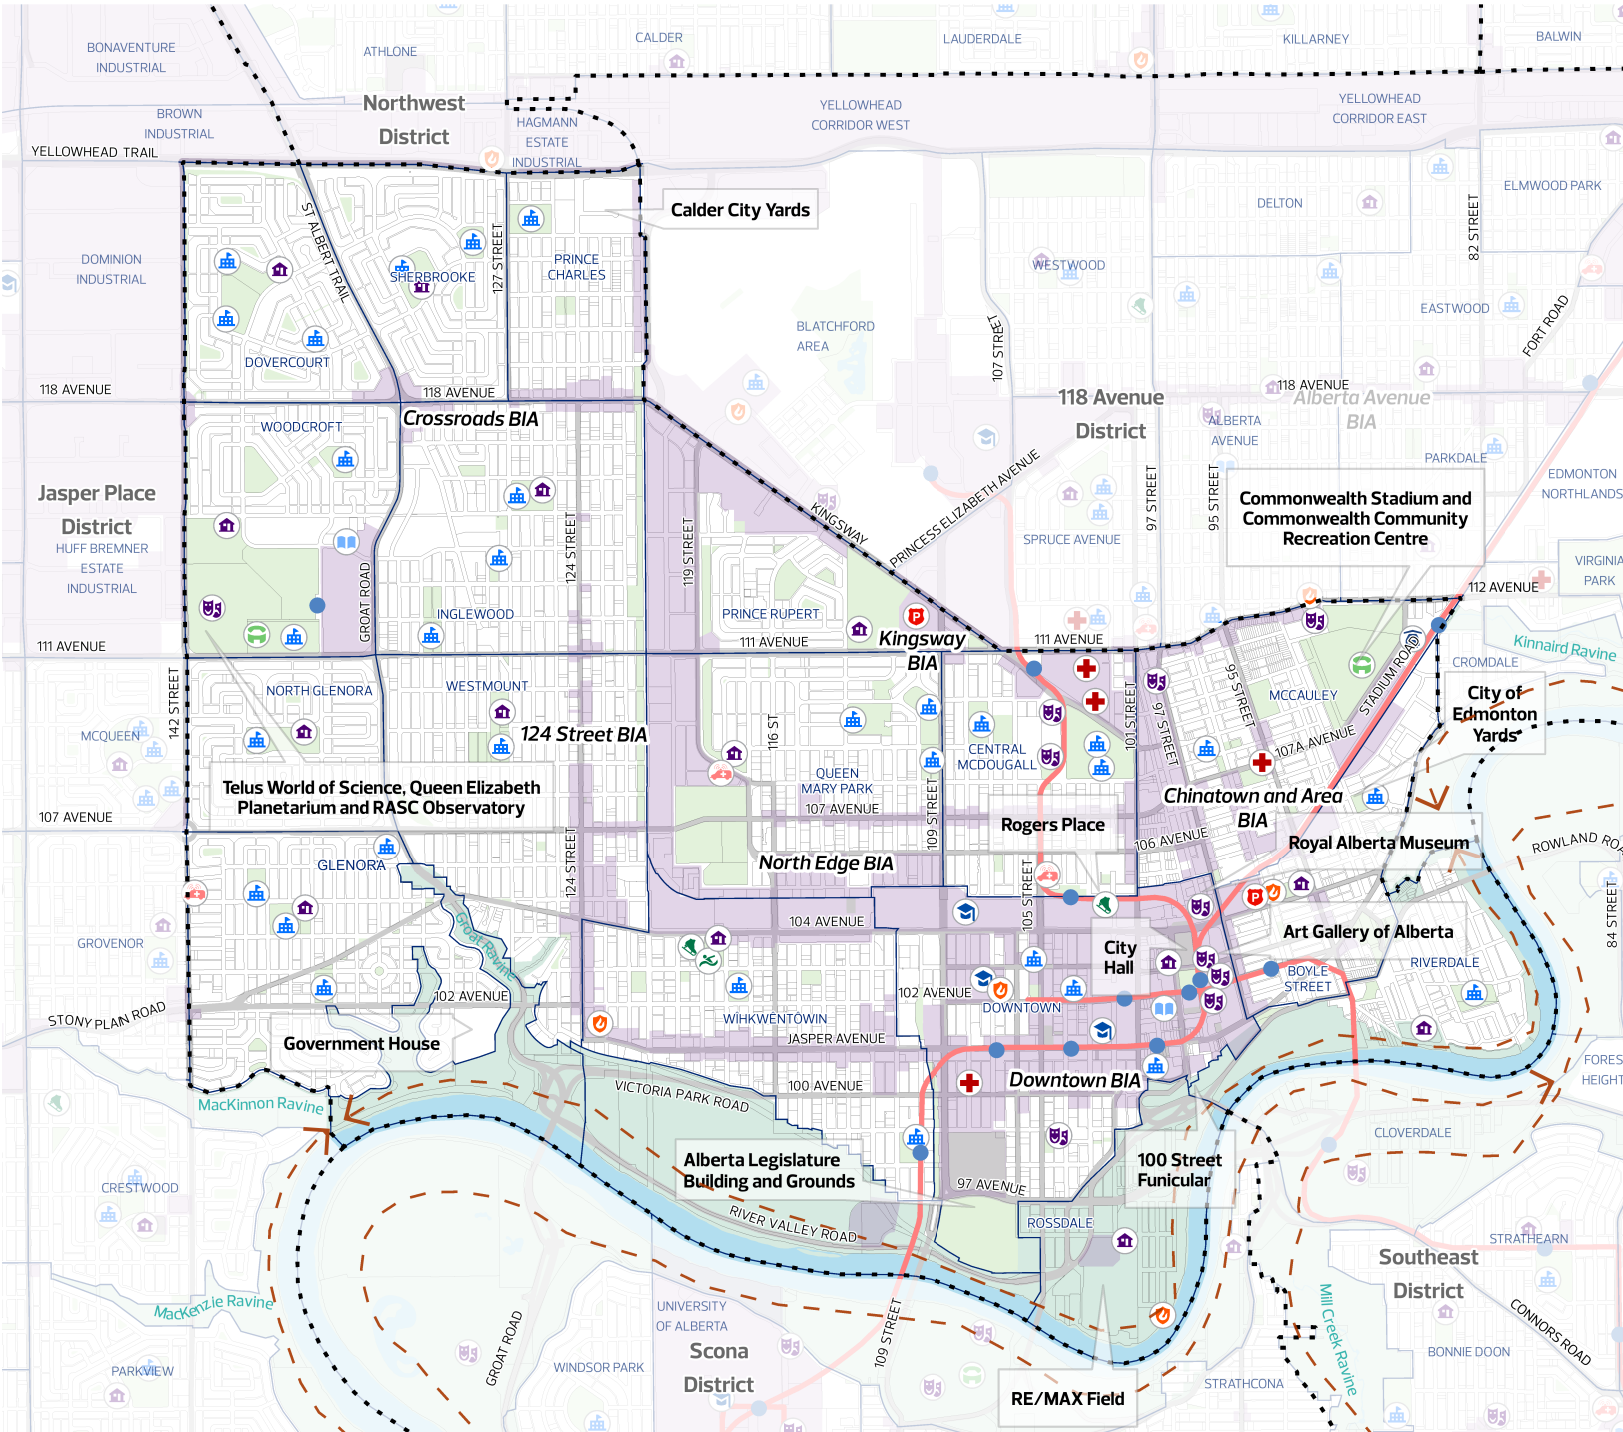 BONAVENTURE
INDUSTRIAL
ATHLONE
CALDER
LAUDERDALE
KILLARNEY
BALWIN
BROWN
INDUSTRIAL
Northwest
District
HAGMANN
ESTATE
INDUSTRIAL
YELLOWHEAD
CORRIDOR WEST
YELLOWHEAD
CORRIDOR EAST
YELLOWHEAD TRAIL
ELMWOOD PARK
DELTON
82 STREET
Calder City Yards
ST ALBERT TRAIL
127 STREET
DOMINION
INDUSTRIAL
SHERBROOKE
PRINCE
CHARLES
WESTWOOD
EASTWOOD
FORT ROAD
BLATCHFORD
AREA
107 STREET
DOVERCOURT
118 AVENUE
118 AVENUE
118 AVENUE
Crossroads BIA
118 Avenue
District
Alberta Avenue
BIA
WOODCROFT
ALBERTA
AVENUE
PARKDALE
EDMONTON
NORTHLANDS
Jasper Place
District
HUFF BREMNER
ESTATE
INDUSTRIAL
KINGSWAY
PRINCESS ELIZABETH AVENUE
97 STREET
95 STREET
Commonwealth Stadium and
Commonwealth Community
Recreation Centre
SPRUCE AVENUE
124 STREET
119 STREET
VIRGINIA
PARK
112 AVENUE
GROAT ROAD
INGLEWOOD
PRINCE RUPERT
111 AVENUE
111 AVENUE
111 AVENUE
Kingsway
BIA
Kinnaird Ravine
CROMDALE
STADIUM ROAD
142 STREET
NORTH GLENORA
WESTMOUNT
101 STREET
97 STREET
95 STREET
MCCAULEY
City of
Edmonton
Yards
MCQUEEN
124 Street BIA
116 ST
CENTRAL
MCDOUGALL
107A AVENUE
QUEEN
MARY PARK
Telus World of Science, Queen Elizabeth
Planetarium and RASC Observatory
107 AVENUE
107 AVENUE
109 STREET
Rogers Place
Chinatown and Area
BIA
106 AVENUE
Royal Alberta Museum
ROWLAND ROAD
GLENORA
124 STREET
North Edge BIA
105 STREET
84 STREET
GROVENOR
Groat Ravine
104 AVENUE
City
Hall
Art Gallery of Alberta
RIVERDALE
BOYLE
STREET
102 AVENUE
102 AVENUE
DOWNTOWN
STONY PLAIN ROAD
WÎHKWÊNTÔWIN
Government House
JASPER AVENUE
Downtown BIA
100 AVENUE
VICTORIA PARK ROAD
MacKinnon Ravine
CLOVERDALE
Alberta Legislature
Building and Grounds
100 Street
Funicular
97 AVENUE
CRESTWOOD
RIVER VALLEY ROAD
ROSSDALE
STRATHEARN
Southeast
District
MacKenzie Ravine
Mill Creek Ravine
CONNORS ROAD
UNIVERSITY
OF ALBERTA
109 STREET
GROAT ROAD
PARKVIEW
WINDSOR PARK
Scona
District
RE/MAX Field
STRATHCONA
BONNIE DOON